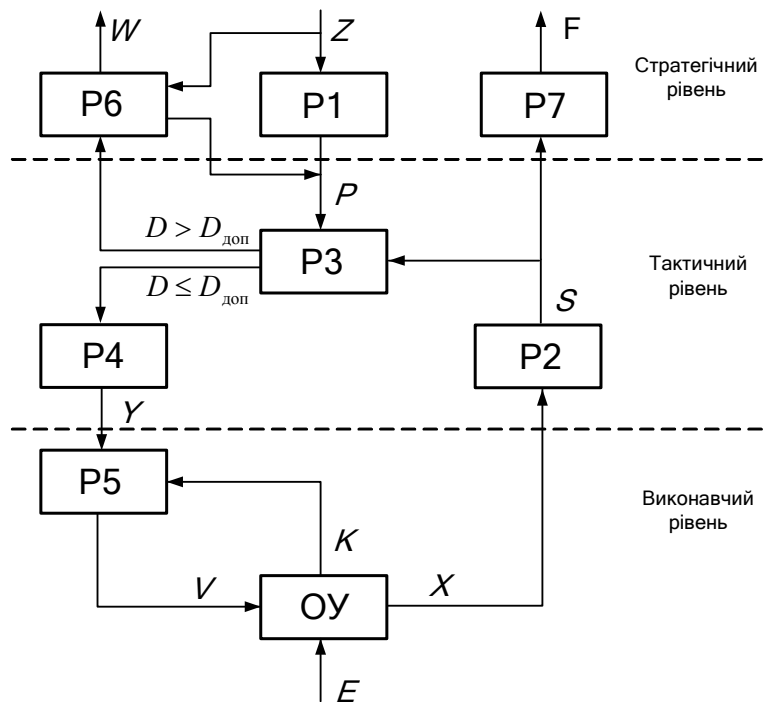 W
Z
F
P6
P1
P7
Стратегічний
рівень
P
D > Dдоп
P3
D ≤ Dдоп
Тактичний
рівень
S
P4
P2
Y
P5
Виконавчий
рівень
K
V
ОУ
X
E